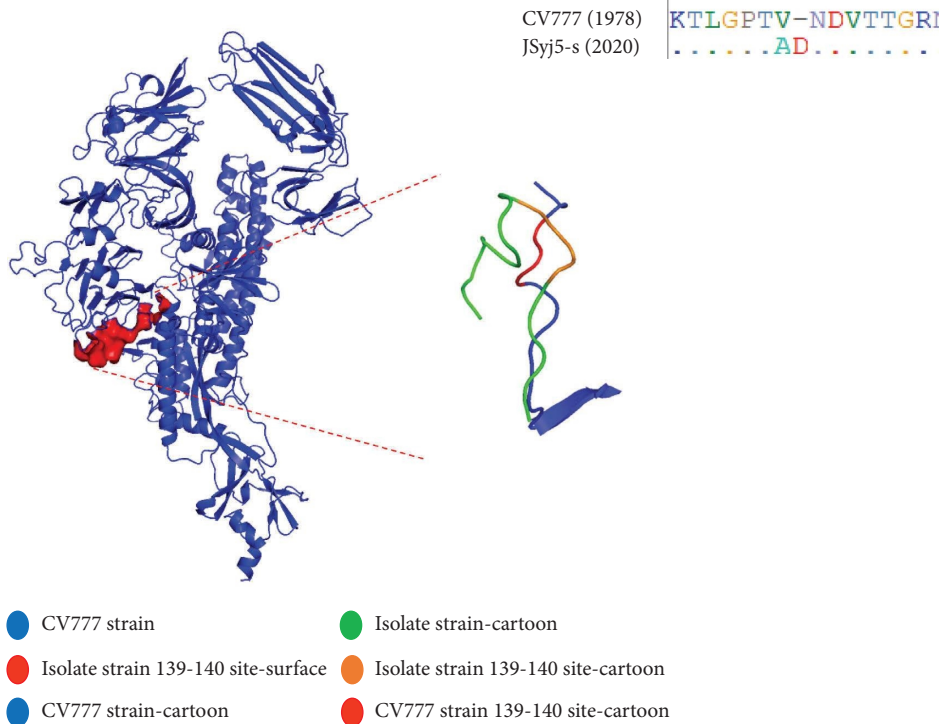 CV777 (1978) KTLGPTV-NDVTTGRN
JSyj5-s (2020) ......AD.......
CV777 strain
Isolate strain-cartoon
Isolate strain 139-140 site-surface
Isolate strain 139-140 site-cartoon
CV777 strain-cartoon
CV777 strain 139-140 site-cartoon